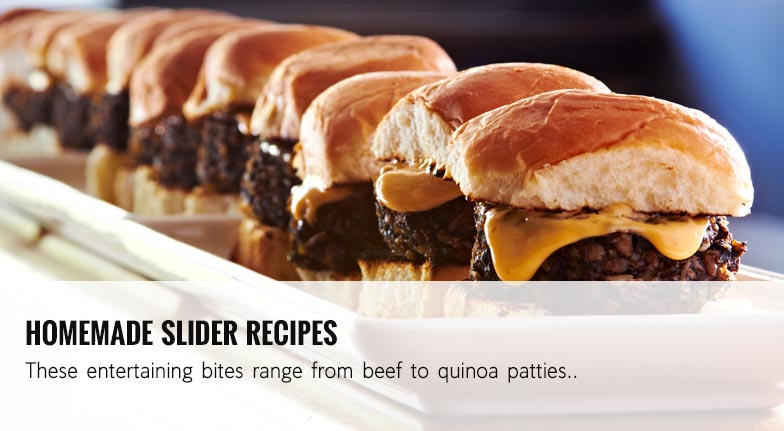 HOMEMADE SLIDER RECIPES
These entertaining bites range from beef to quinoa patties..